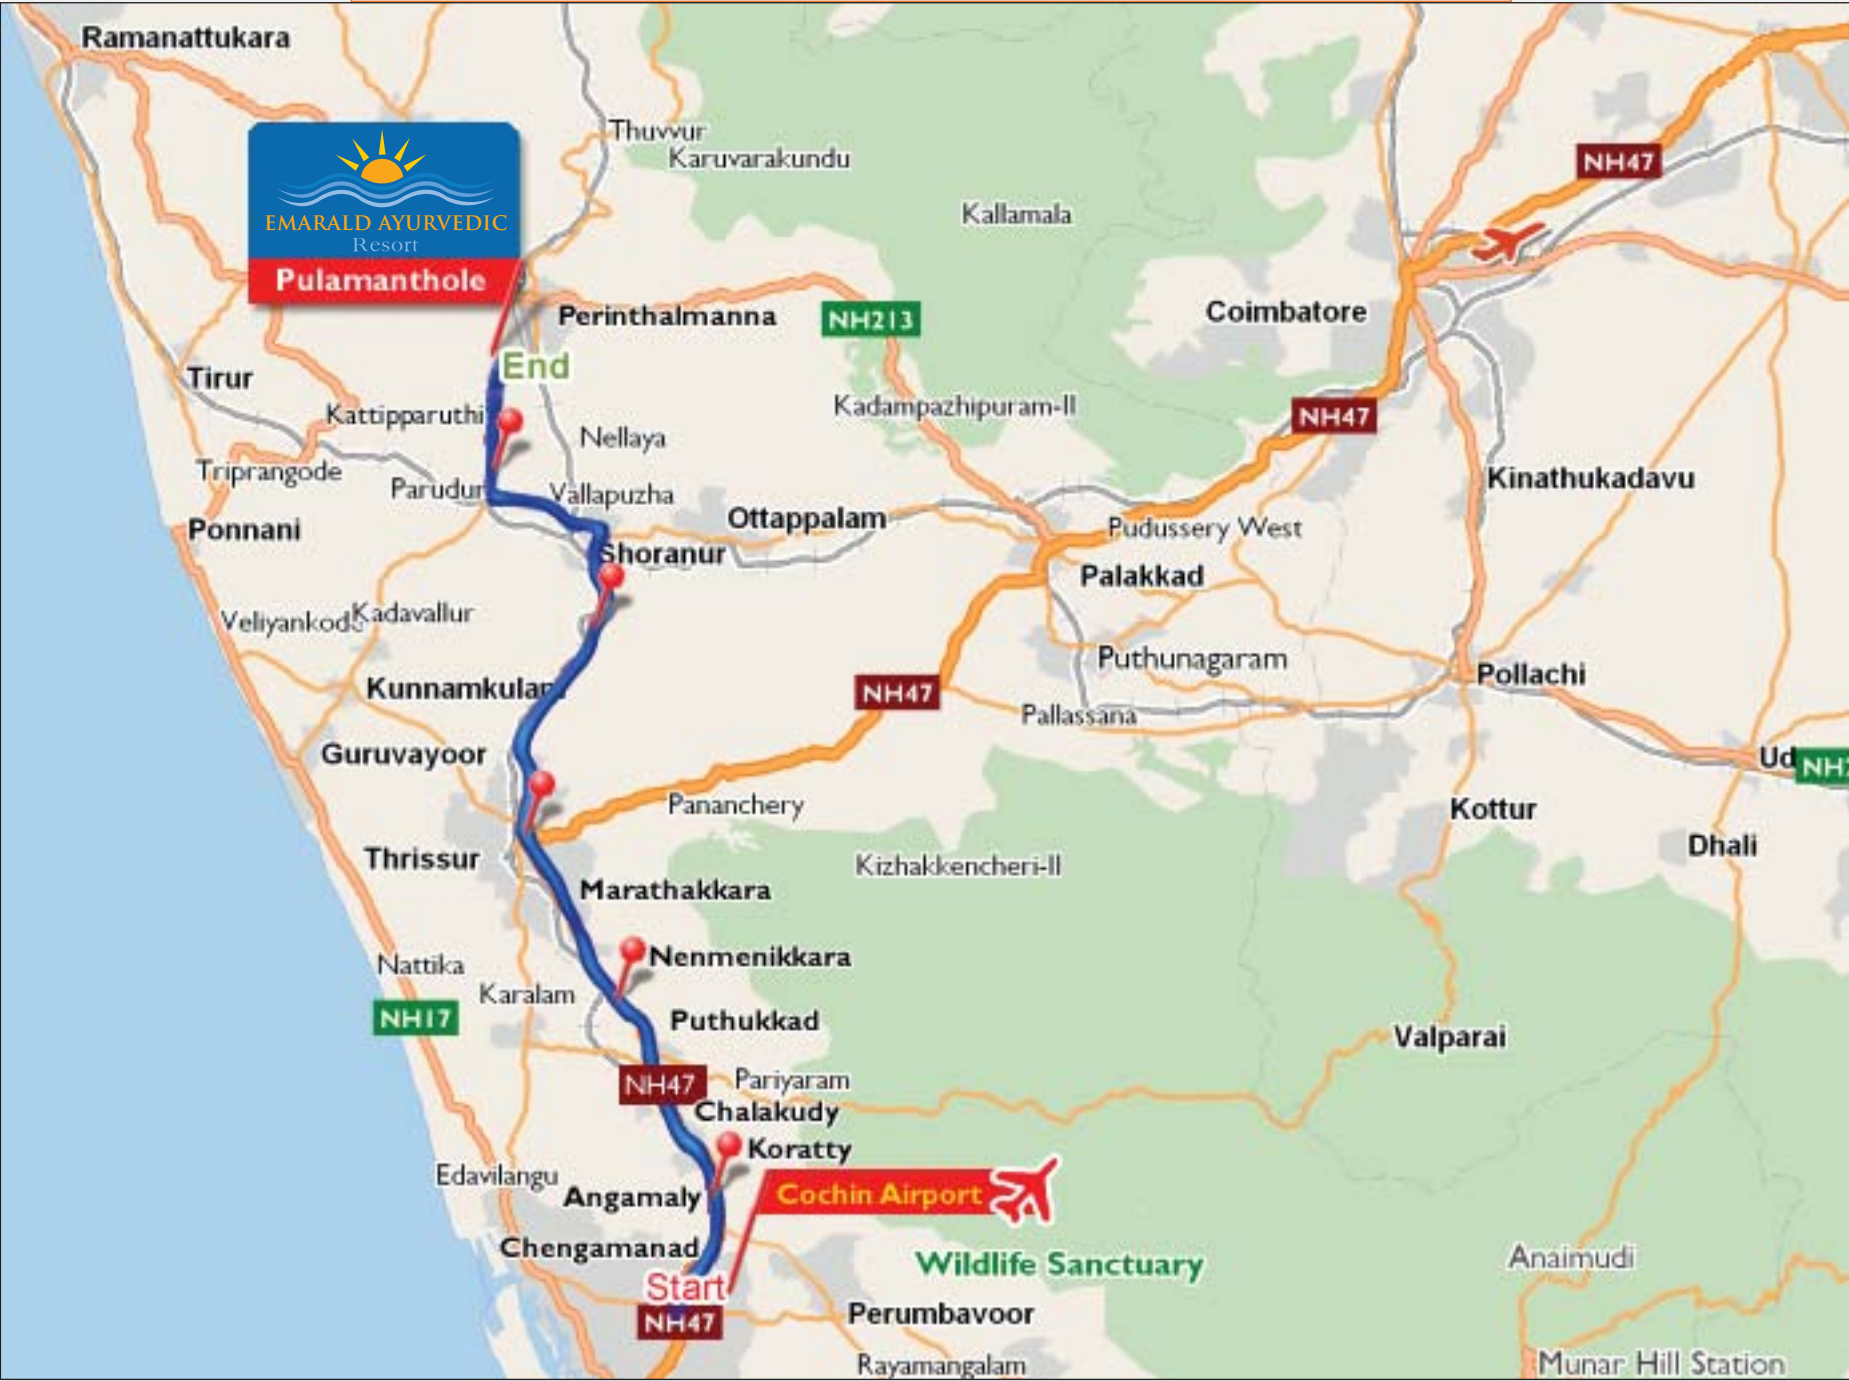 Ramanattukara
Thuvvur
Karuvarakundu
NH47
EMARALD AYURVEDIC
Resort
Pulamanthole
Kallamala
Perinthalmanna
NH213
Coimbatore
End
Tirur
Kattipparuthi
Kadampazhipuram-II
NH47
Nellaya
Triprangode
Parudur
Vallapuzha
Kinathukadavu
Ponnani
Ottappalam
Pudussery West
Shoranur
Palakkad
Kadavallur
Puthunagaram
Kunnamkulam
NH47
Pollachi
Pallassana
Guruvayoor
Ud
Pananchery
Kottur
Thrissur
Kizhakkencheri-II
Dhali
Marathakkara
Nattika
Nenmenikkara
Karalam
NH17
Puthukkad
Valparai
NH47
Pariyaram
Chalakudy
Koratty
Edavilangu
Angamaly
Cochin Airport
Chengamanad
Wildlife Sanctuary
Anaimudi
Start
NH47
Perumbavoor
Rayamangalam
Munar Hill Station